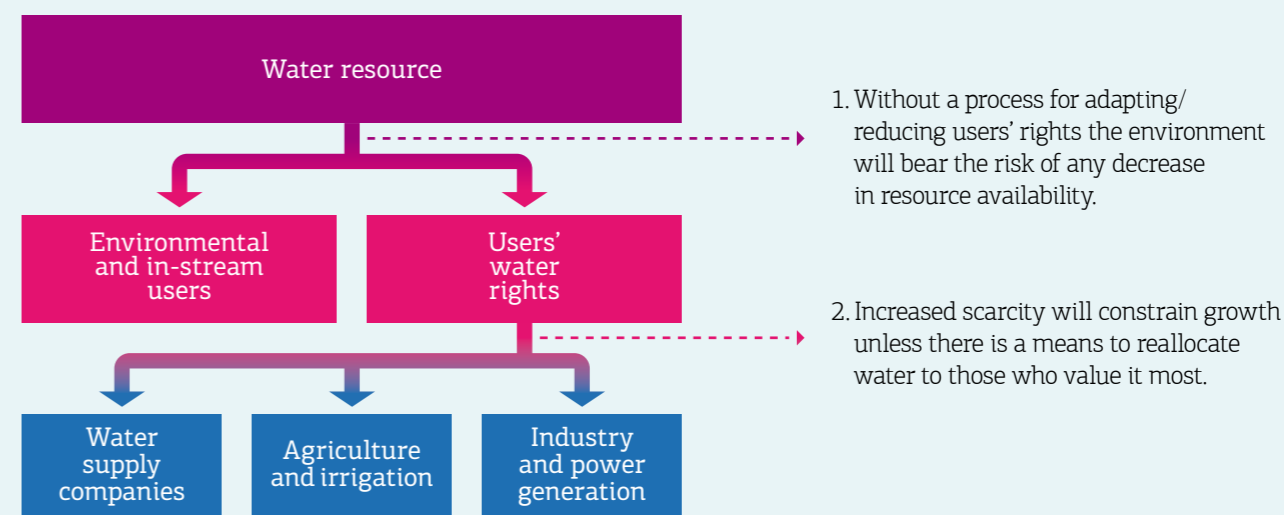 Water resource
1. Without a process for adapting/
reducing users’ rights the environment
will bear the risk of any decrease
in resource availability.
Environmental
and in-stream
users
Users’
water
rights
2. Increased scarcity will constrain growth
unless there is a means to reallocate
water to those who value it most.
Water
supply
companies
Agriculture
and irrigation
Industry
and power
generation